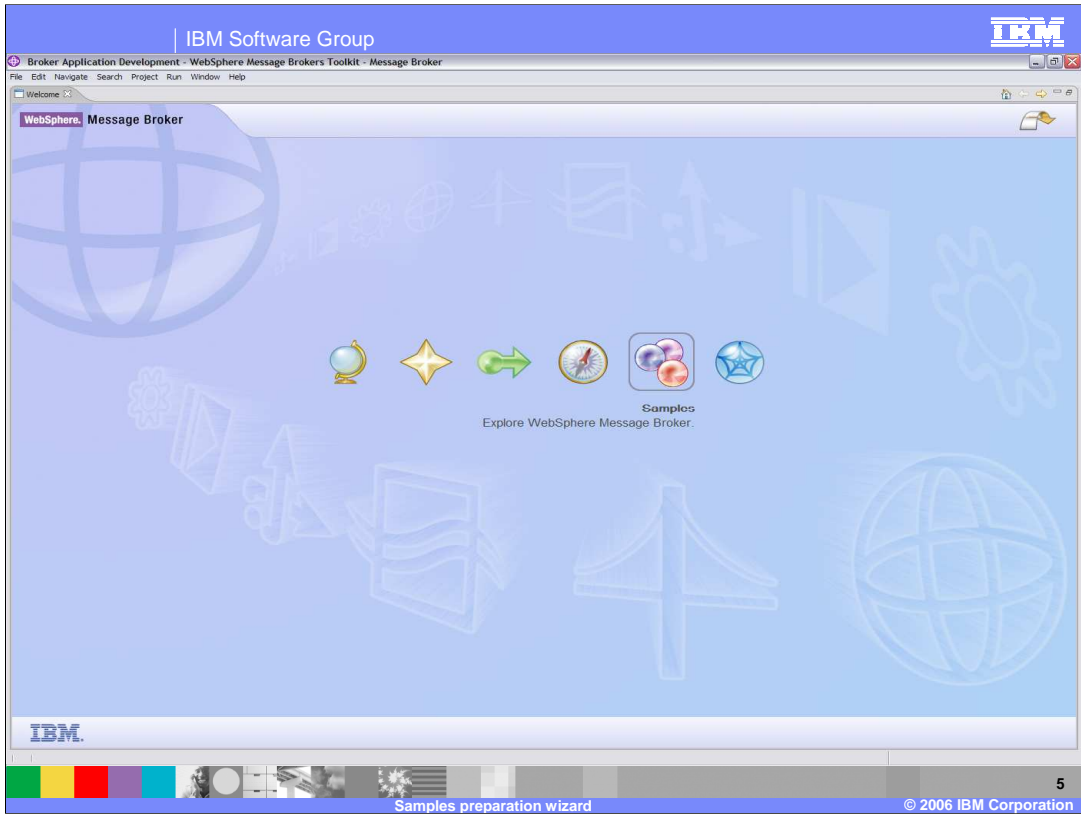 IBM Software Group
IBM
Broker Application Development - WebSphere Message Brokers Toolkit - Message Broker
File Edit Navigate Search Project Run Window Help
Welcome
WebSphere. Message Broker
Samples
Explore WebSphere Message Broker.
IBM.
5
Samples preparation wizard
© 2006 IBM Corporation